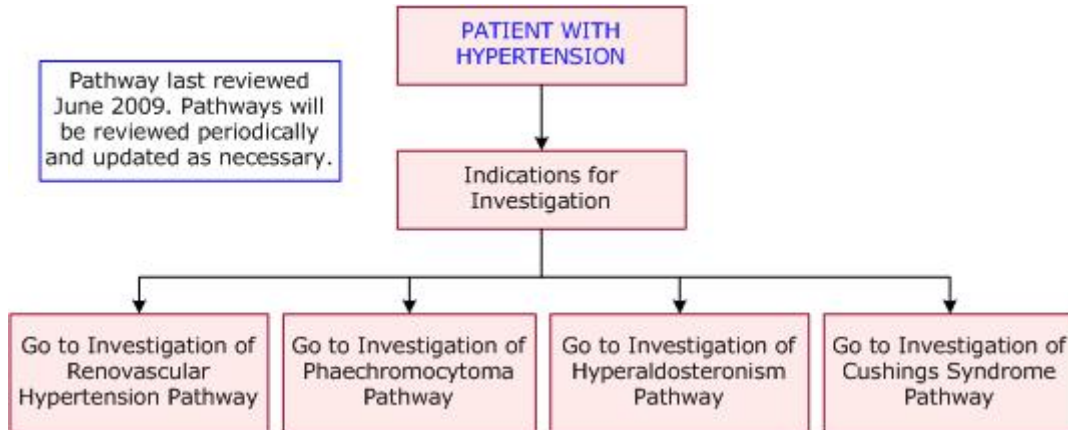 PATIENT WITH
HYPERTENSION
Pathway last reviewed
June 2009. Pathways will
be reviewed periodically
and updated as necessary.
Indications for
Investigation
Go to Investigation of
Renovascular
Hypertension Pathway
Go to Investigation of
Phaechromocytoma
Pathway
Go to Investigation of
Hyperaldosteronism
Pathway
Go to Investigation of
Cushings Syndrome
Pathway